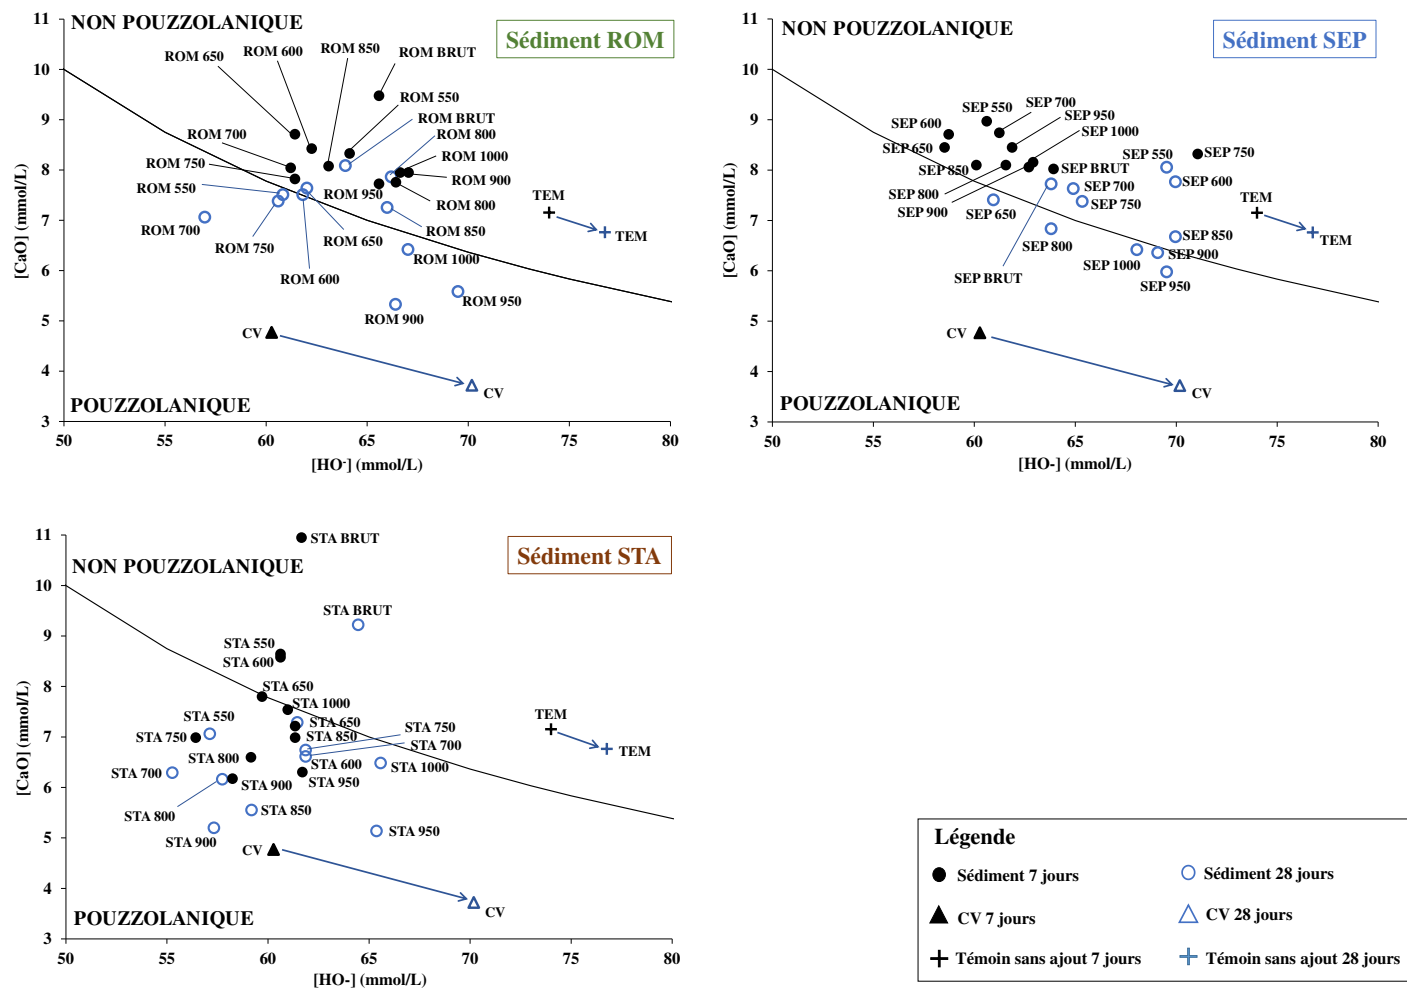 NON POUZZOLANIQUE
Sédiment ROM
ROM 650
ROM 600
ROM 850
ROM BRUT
ROM 550
ROM BRUT
ROM 800
ROM 700
ROM 1000
ROM 750
ROM 900
ROM 550
ROM 950
ROM 800
ROM 700
ROM 750
ROM 650
ROM 850
ROM 600
ROM 1000
ROM 950
ROM 900
TEM
TEM
CV
CV
POUZZOLANIQUE
11
10
9
8
7
6
5
4
3
[CaO] (mmol/L)
50
55
60
65
70
75
80
[HO-] (mmol/L)
NON POUZZOLANIQUE
Sédiment SEP
SEP 550
SEP 700
SEP 600
SEP 950
SEP 1000
SEP 650
SEP 550
SEP 750
SEP 850
SEP BRUT
SEP 600
SEP 800
SEP 700
SEP 900
SEP 750
SEP 650
SEP 850
SEP 800
SEP 900
SEP 1000
SEP BRUT
SEP 950
TEM
TEM
CV
CV
POUZZOLANIQUE
11
10
9
8
7
6
5
4
3
[CaO] (mmol/L)
50
55
60
65
70
75
80
[HO-] (mmol/L)
STA BRUT
NON POUZZOLANIQUE
Sédiment STA
STA BRUT
STA 550
STA 600
STA 650
STA 1000
STA 550
STA 650
STA 750
STA 750
STA 850
STA 700
STA 800
STA 600
STA 1000
STA 700
STA 900
STA 950
STA 800
STA 850
STA 900
STA 950
TEM
TEM
CV
CV
POUZZOLANIQUE
11
10
9
8
7
6
5
4
3
[CaO] (mmol/L)
50
55
60
65
70
75
80
[HO-] (mmol/L)
Légende
Sédiment 7 jours
Sédiment 28 jours
CV 7 jours
CV 28 jours
Témoin sans ajout 7 jours
Témoin sans ajout 28 jours